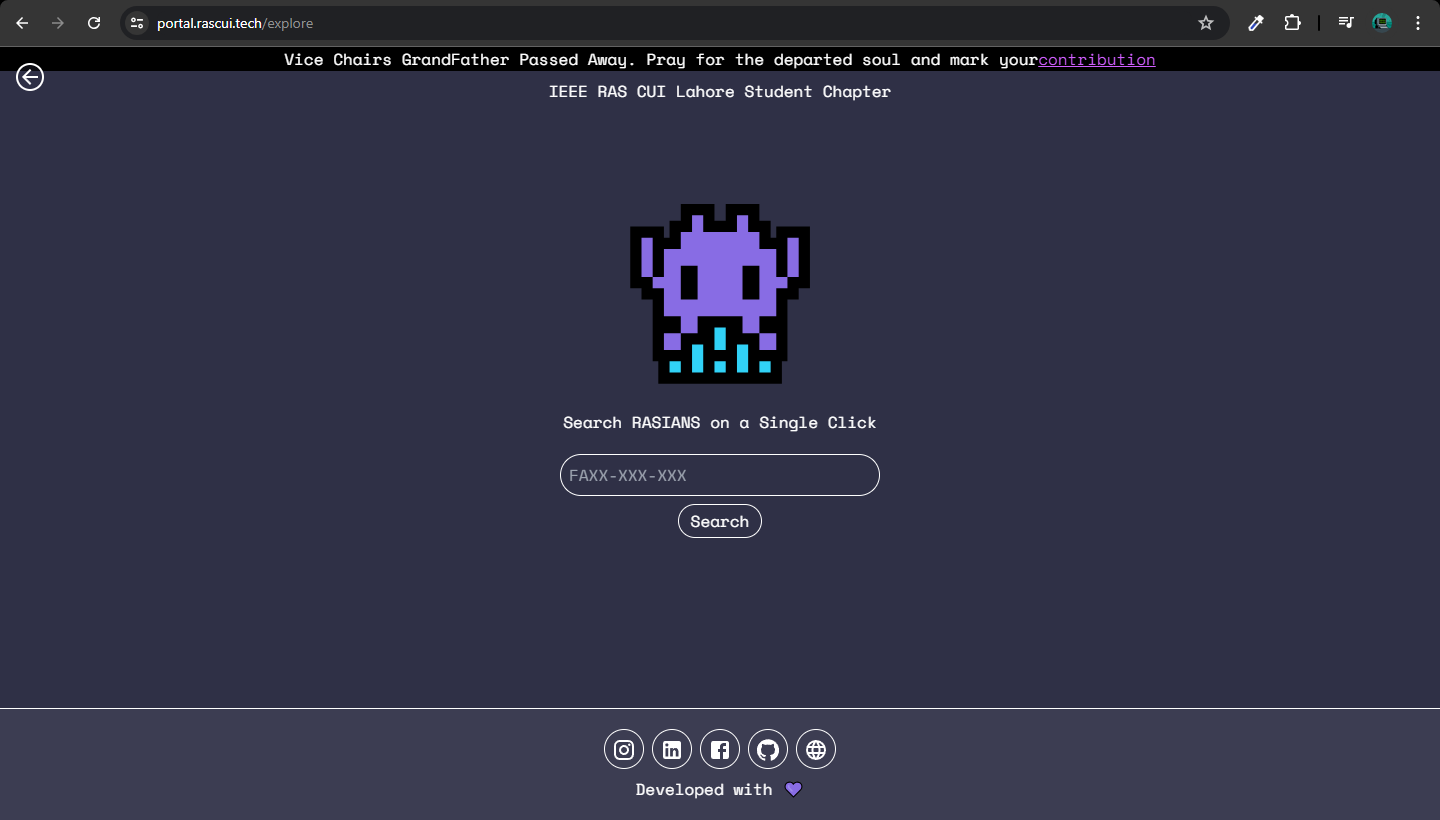 portal.rascui.tech/explore
Vice Chairs GrandFather Passed Away. Pray for the departed soul and mark yourcontribution
IEEE RAS CUI Lahore Student Chapter
Search RASIANS on a Single Click
FAXX-XXX-XXX
Search
Developed with 💜